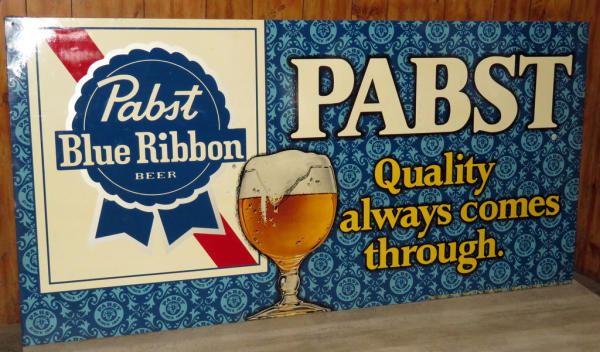 Pabst
Blue Ribbon
BEER
PABST
Quality
always comes
through.